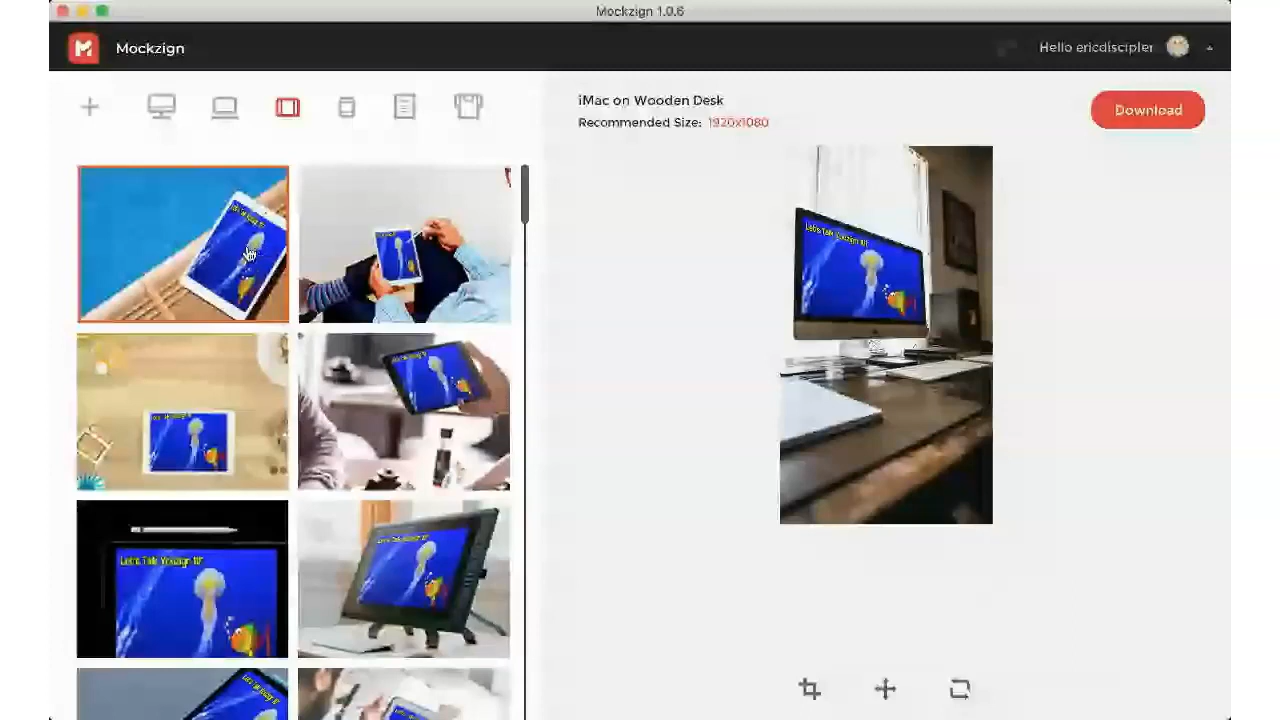 Mockzign 1.0.6
Mockzign
Hello ericdiscipler
iMac on Wooden Desk
Recommended Size: 1920x1080
Download